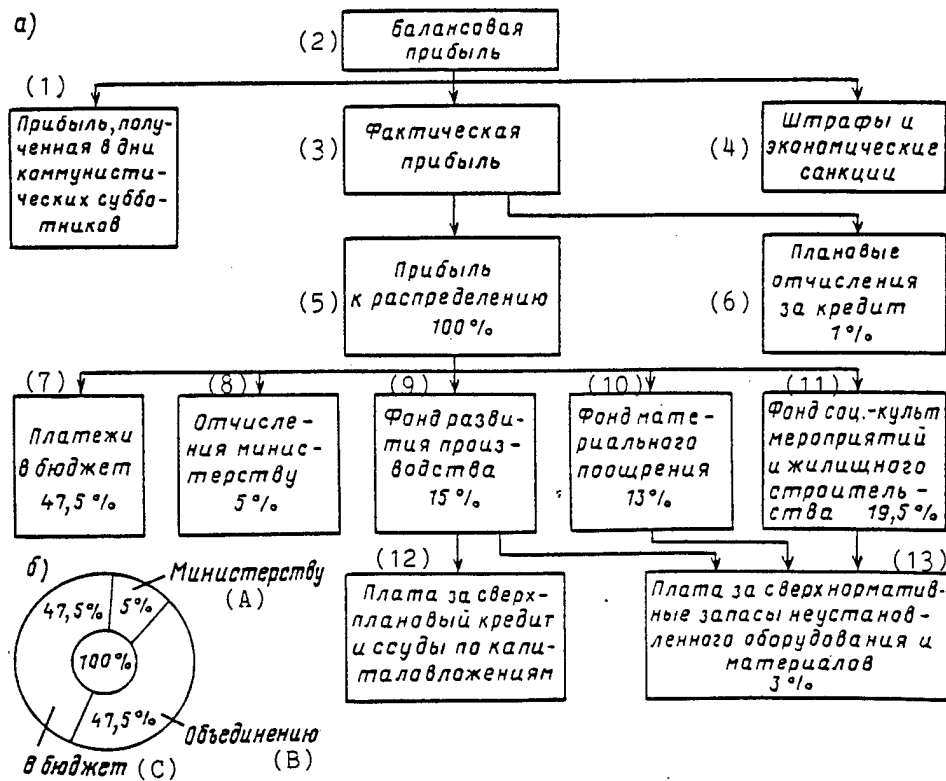 а)
(2)
Балансовая
прибыль
(1)
Прибыль, полу-
ченная в дни
коммунисти-
ческих суббо-
тников
(3)
Фактическая
прибыль
(4)
Штрафы и
экономические
санкции
(5)
Прибыль
к распределению
100%
(6)
Плановые
отчисления
за кредит
1%
(7)
Платежи
в бюджет
47,5%
(8)
Отчисле-
ния минис-
терству
5%
(9)
Фонд разви-
тия произ-
водства
15%
(10)
Фонд мате-
риального
поощрения
13%
(11)
Фонд соц.-культ
мероприятий
и жилищного
строитель-
ства 19,5%
(12)
Плата за сверх-
плановый кредит
и ссуды по капи-
таловложениям
(13)
Плата за сверхнорматив-
ные запасы неустанов-
ленного оборудования и
материалов
3%
б)
Министерству
(A)
47,5%
5%
100%
47,5%
Объединению
(B)
В бюджет (C)